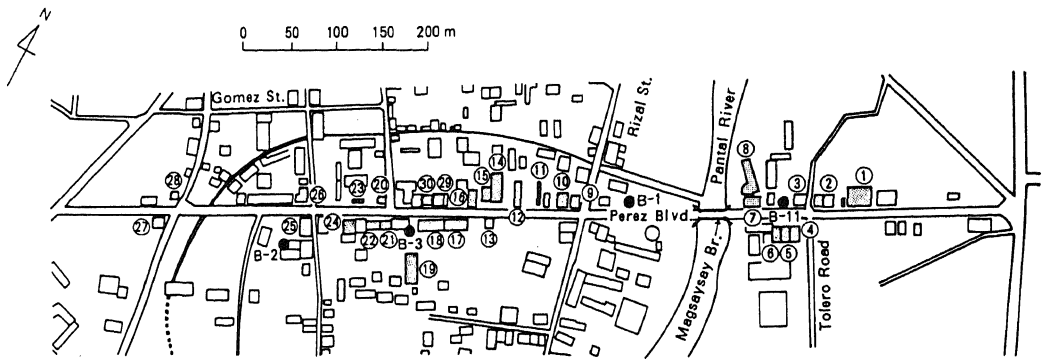 N
0 50 100 150 200 m
Gomez St.
Rizal St.
Pantal River
⑧
⑭
㉘ ㉖ ㉓ ⑳ ㉚ ㉙ ⑯ ⑮ ⑪ ⑩ ⑨ ③ ② ①
B-1
Perez Blvd.
B-11
㉗ ㉕ ㉔ ㉒ ㉑ B-3 ⑱ ⑰ ⑬ ⑫ ⑦ ⑥ ⑤ ④
B-2
⑲
Magsaysay Br.
Tolero Road